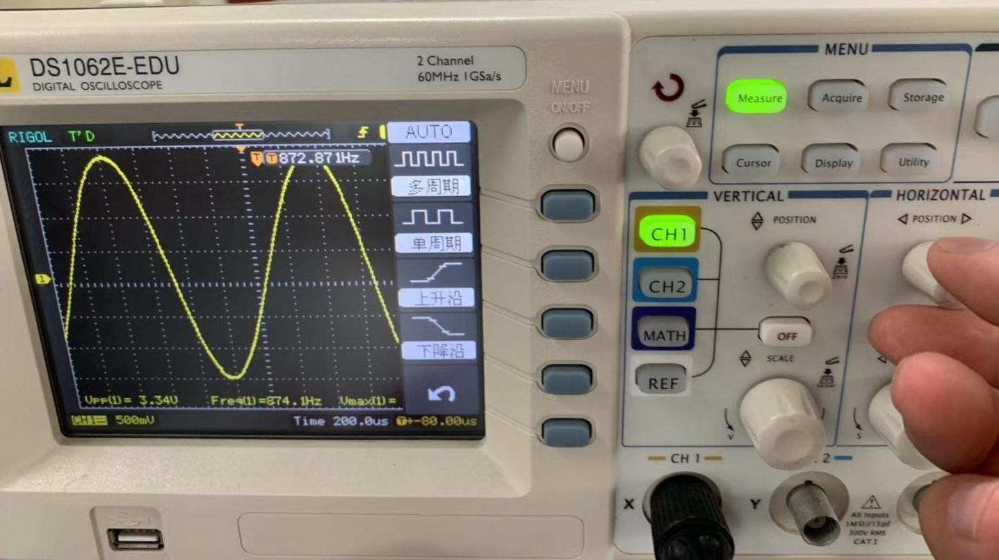 L
DS1062E-EDU
DIGITAL OSCILLOSCOPE
2 Channel
60MHz 1GSa/s
MENU
ON/OFF
RIGOL T'D
T
AUTO
T T 872.871Hz
多周期
单周期
上升沿
下降沿
1
Vpp(1)= 3.34V Freq(1)=874.1Hz Vmax(1)=
CH1 500mV Time 200.0us T→-80.00us
MENU
Measure
Acquire
Storage
Cursor
Display
Utility
VERTICAL
HORIZONTAL
CH1
POSITION
POSITION
Zero
CH2
MATH
OFF
REF
SCALE
V
S
CH 1
2
X
Y
All Inputs
1MΩ//15pF
300V RMS
CAT I